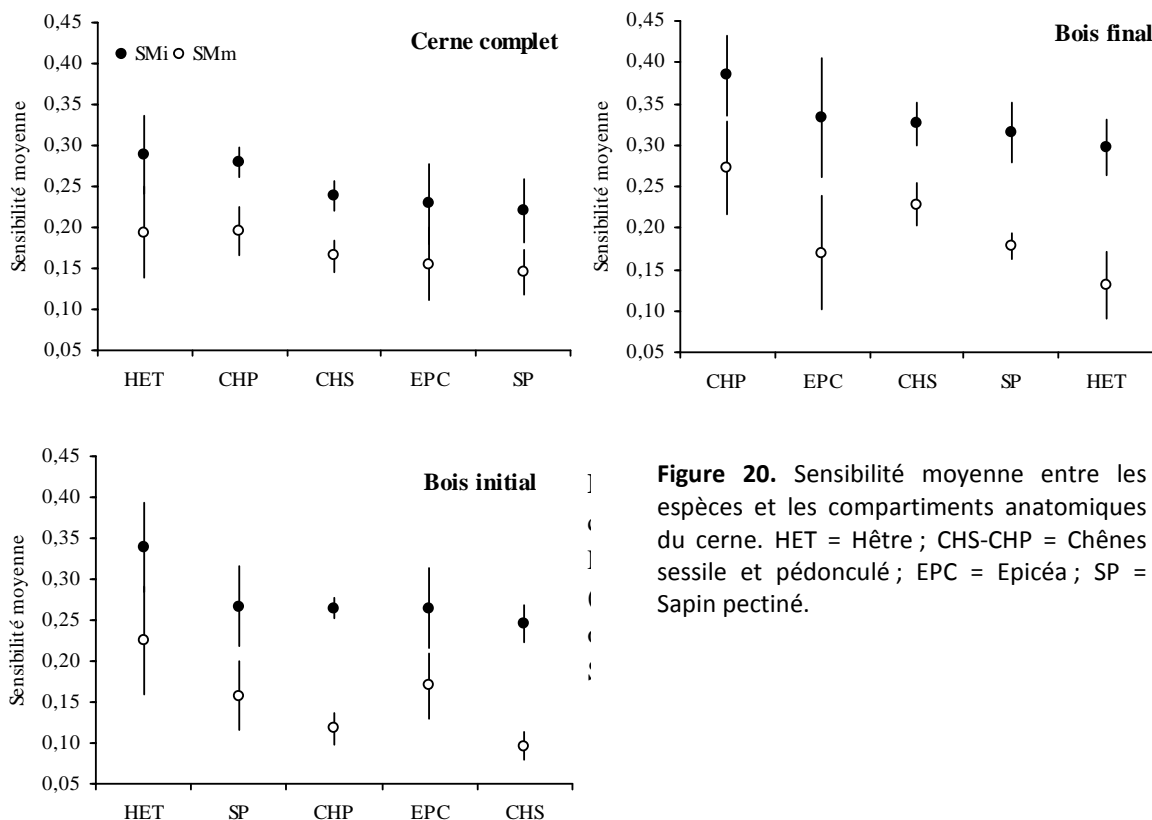 Cerne complet
SMi SMm
Sensibilité moyenne
0,45
0,40
0,35
0,30
0,25
0,20
0,15
0,10
0,05
HET CHP CHS EPC SP
Bois final
Sensibilité moyenne
0,45
0,40
0,35
0,30
0,25
0,20
0,15
0,10
0,05
CHP EPC CHS SP HET
Bois initial
Sensibilité moyenne
0,45
0,40
0,35
0,30
0,25
0,20
0,15
0,10
0,05
HET SP CHP EPC CHS
Figure 20. Sensibilité moyenne entre les
espèces et les compartiments anatomiques
du cerne. HET = Hêtre ; CHS-CHP = Chênes
sessile et pédonculé ; EPC = Epicéa ; SP =
Sapin pectiné.